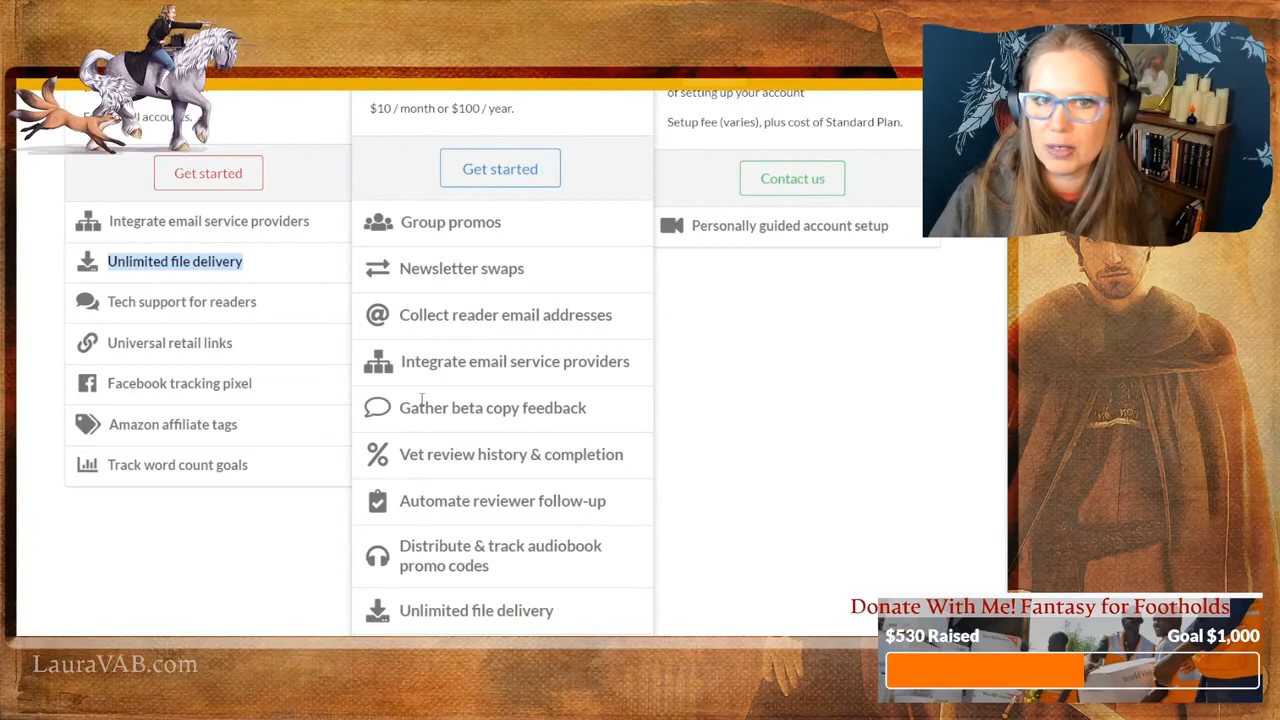 accounts.
Get started
Integrate email service providers
Unlimited file delivery
Tech support for readers
Universal retail links
Facebook tracking pixel
Amazon affiliate tags
Track word count goals
$10 / month or $100 / year.
Get started
Group promos
Newsletter swaps
Collect reader email addresses
Integrate email service providers
Gather beta copy feedback
Vet review history & completion
Automate reviewer follow-up
Distribute & track audiobook
promo codes
Unlimited file delivery
of setting up your account
Setup fee (varies), plus cost of Standard Plan.
Contact us
Personally guided account setup
Donate With Me! Fantasy for Footholds
$530 Raised
Goal $1,000
LauraVAB.com